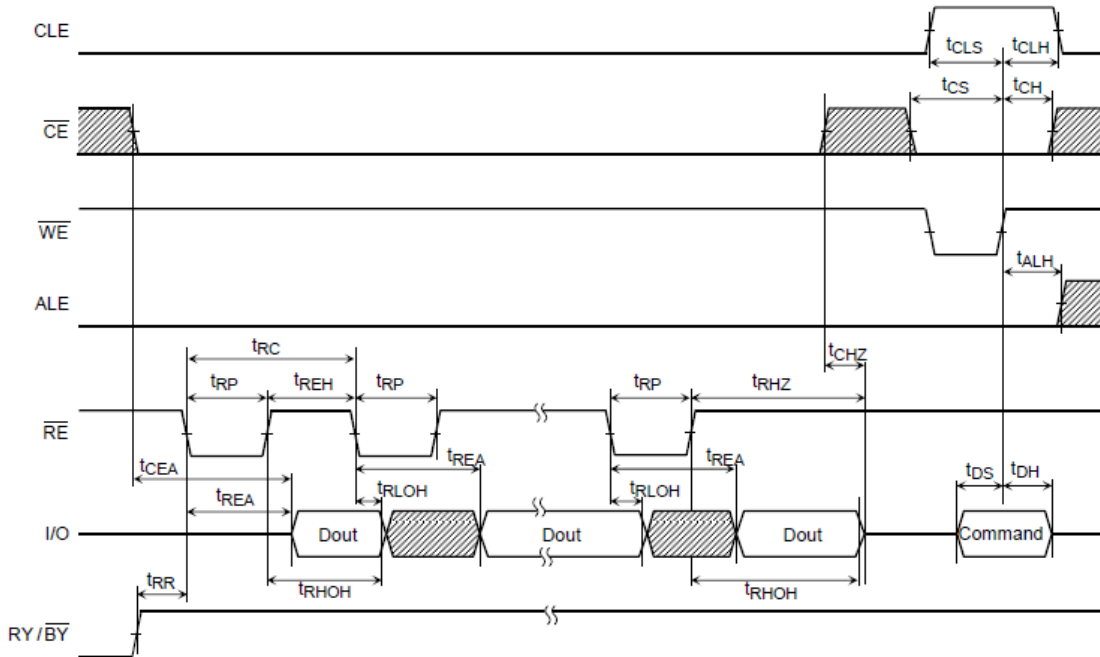 CLE
tCLS tCLH
tCS tCH
CE
WE
tALH
ALE
tRC
tCHZ
tRP tREH tRP tRP tRHZ
RE
tCEA tREA tREA
tREA tRLOH tRLOH tDS tDH
I/O Dout Dout Dout Command
tRR tRHOH tRHOH
RY/BY